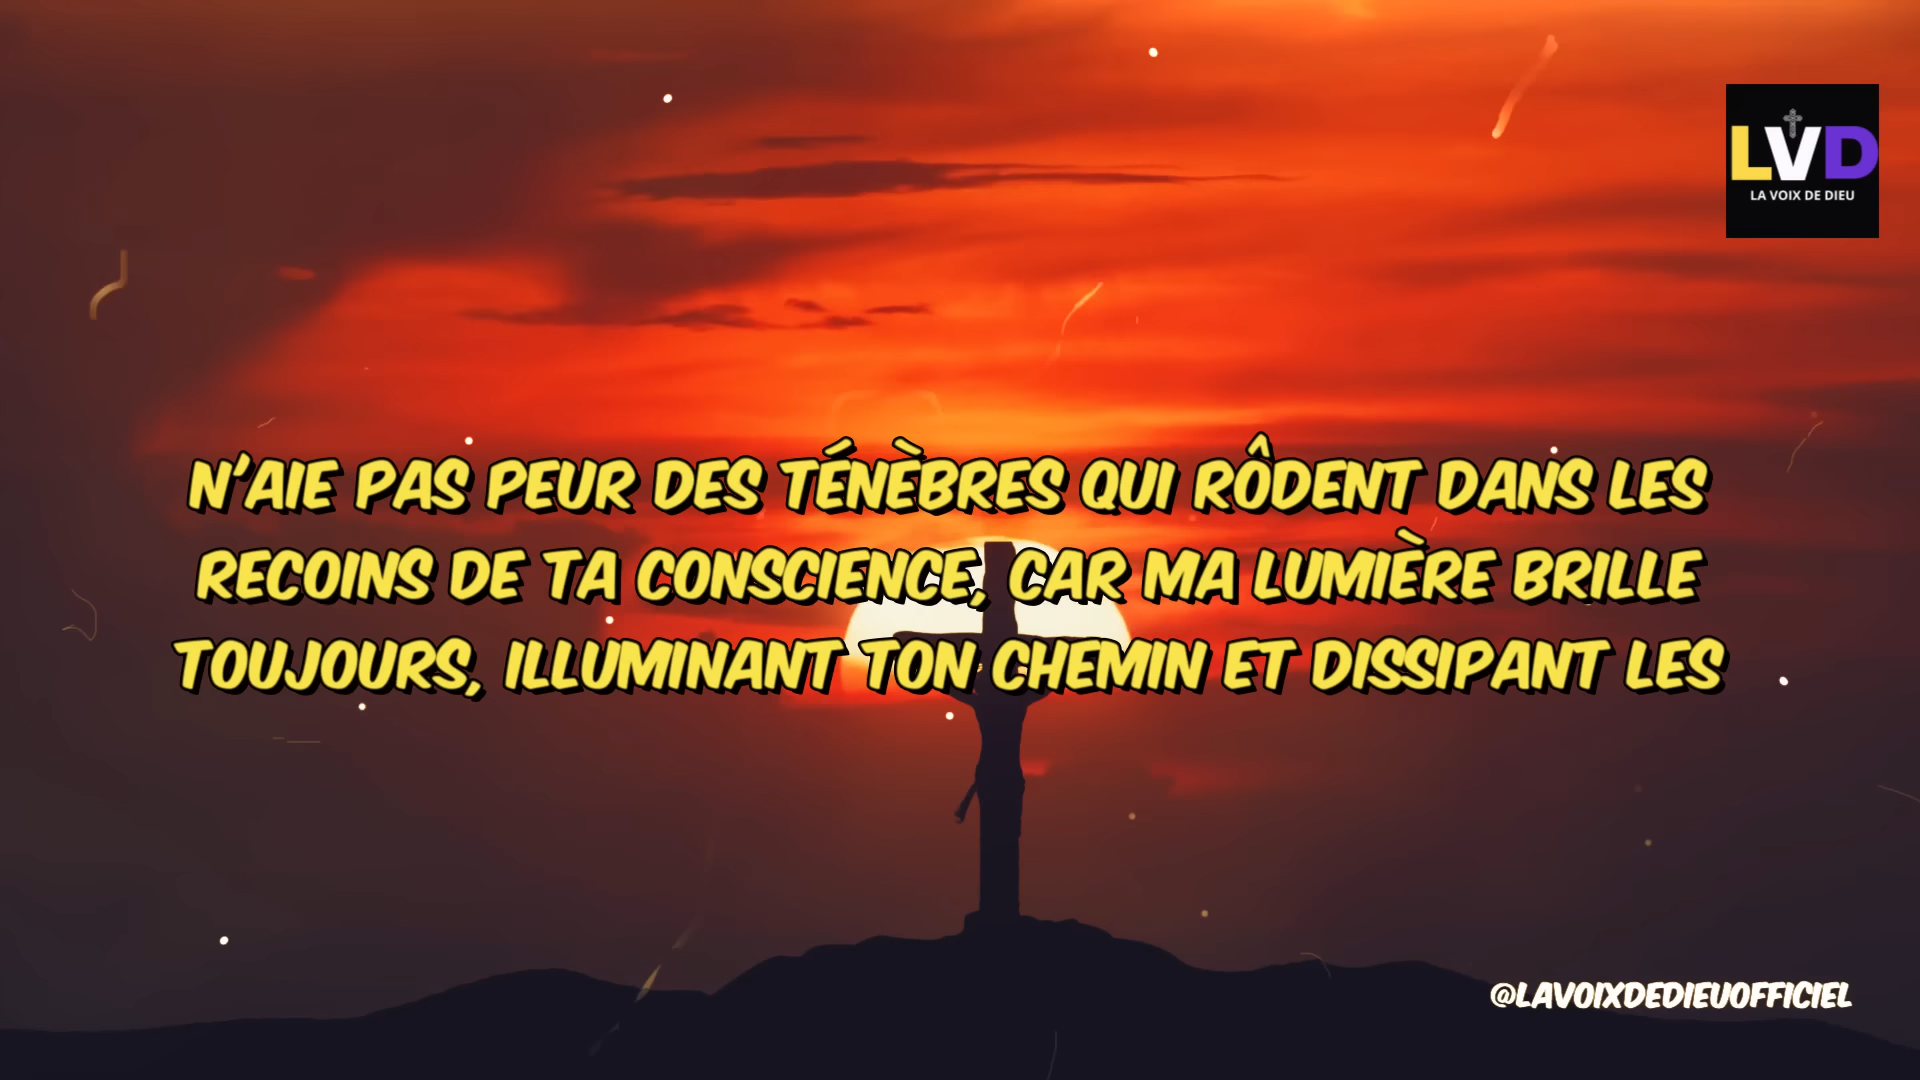 LVD
LA VOIX DE DIEU
N'AIE PAS PEUR DES TÉNÈBRES QUI RÔDENT DANS LES
RECOINS DE TA CONSCIENCE, CAR MA LUMIÈRE BRILLE
TOUJOURS, ILLUMINANT TON CHEMIN ET DISSIPANT LES
@LAVOIXDEDIEUOFFICIEL